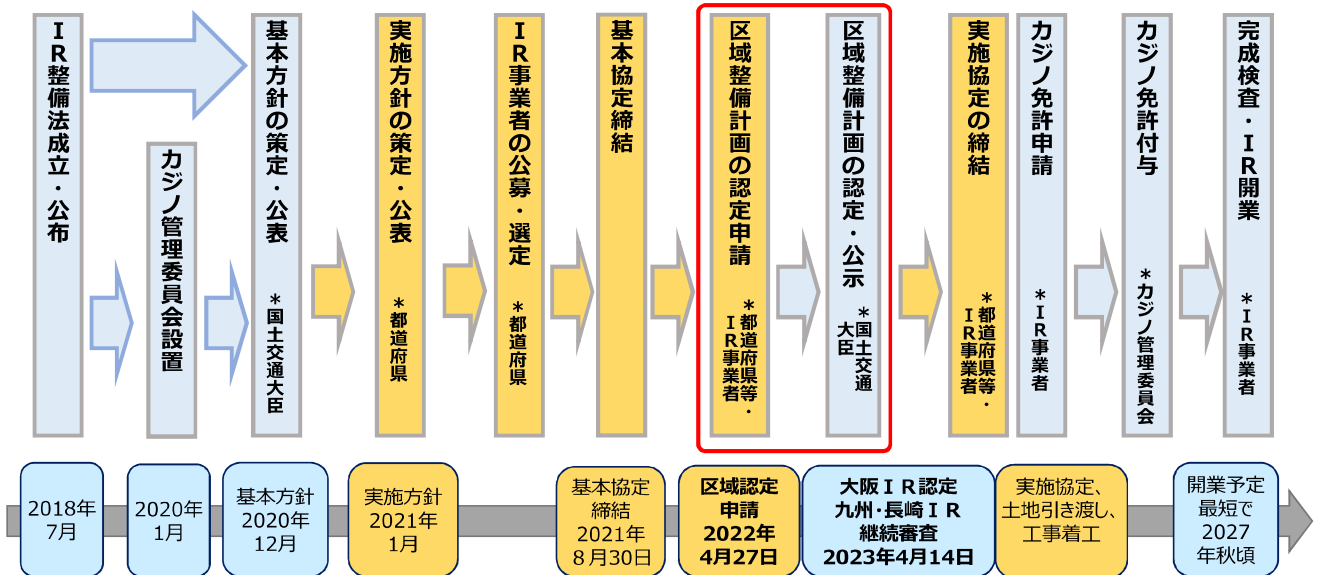 IR整備法成立・公布
カジノ管理委員会設置
基本方針の策定・公表
*国土交通大臣
実施方針の策定・公表
*都道府県
IR事業者の公募・選定
*都道府県
基本協定締結
区域整備計画の認定申請
*都道府県等・
IR事業者
区域整備計画の認定・公示
*国土交通
大臣
実施協定の締結
*都道府県等・
IR事業者
カジノ免許申請
*IR事業者
カジノ免許付与
*カジノ管理委員会
完成検査・IR開業
*IR事業者
2018年
7月
2020年
1月
基本方針
2020年
12月
実施方針
2021年
1月
基本協定
締結
2021年
8月30日
区域認定
申請
2022年
4月27日
大阪IR認定
九州・長崎IR
継続審査
2023年4月14日
実施協定、
土地引き渡し、
工事着工
開業予定
最短で
2027
年秋頃